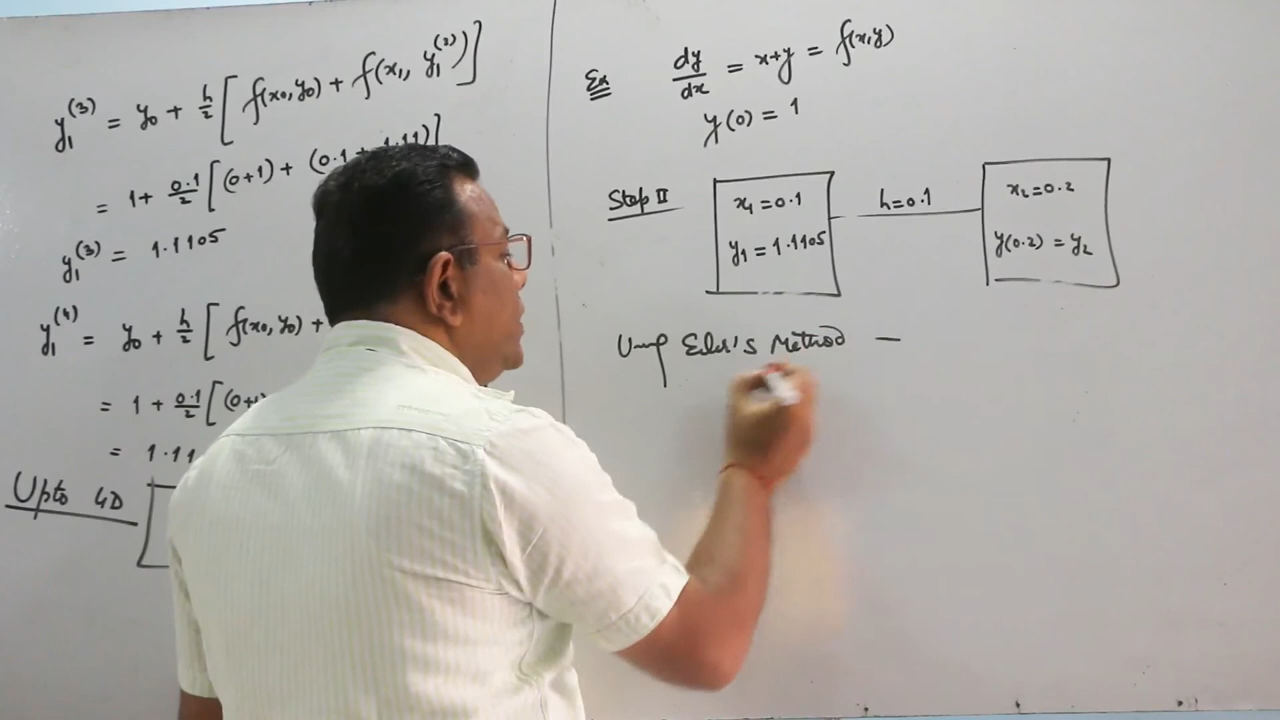 y₁⁽³⁾ = y₀ + h/2 [ f(x₀, y₀) + f(x₁, y₁⁽²⁾) ]
= 1 + 0.1/2 [ (0+1) + (0.1 + 1.11) ]
y₁⁽³⁾ = 1.1105
y₁⁽⁴⁾ = y₀ + h/2 [ f(x₀, y₀) +
= 1 + 0.1/2 [ (0+
= 1.11
Upto 4D
Ex dy/dx = x+y = f(x,y)
y(0) = 1
Step II
x₁ = 0.1
y₁ = 1.1105
h = 0.1
x₂ = 0.2
y(0.2) = y₂
Using Euler's Method —